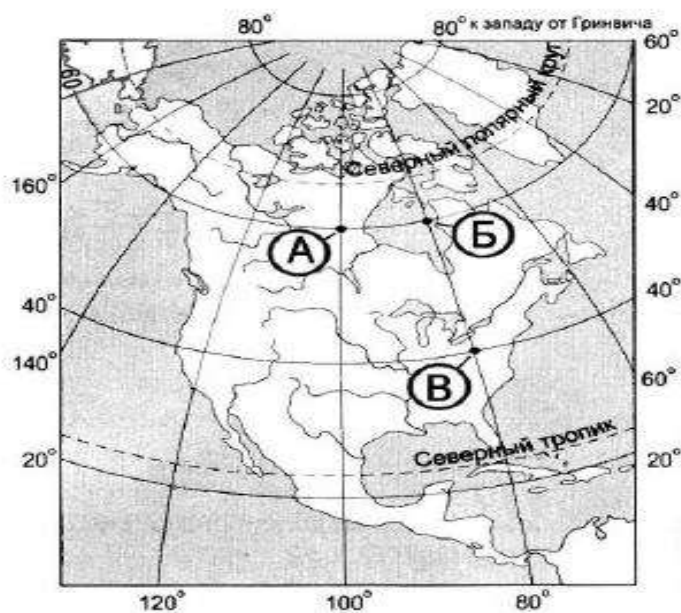 80° 80° к западу от Гринвича
60° 60°
20°
Северный полярный круг
160° 40°
А Б
40° 40°
140° 60°
В
Северный тропик
20° 20°
120° 100° 80°